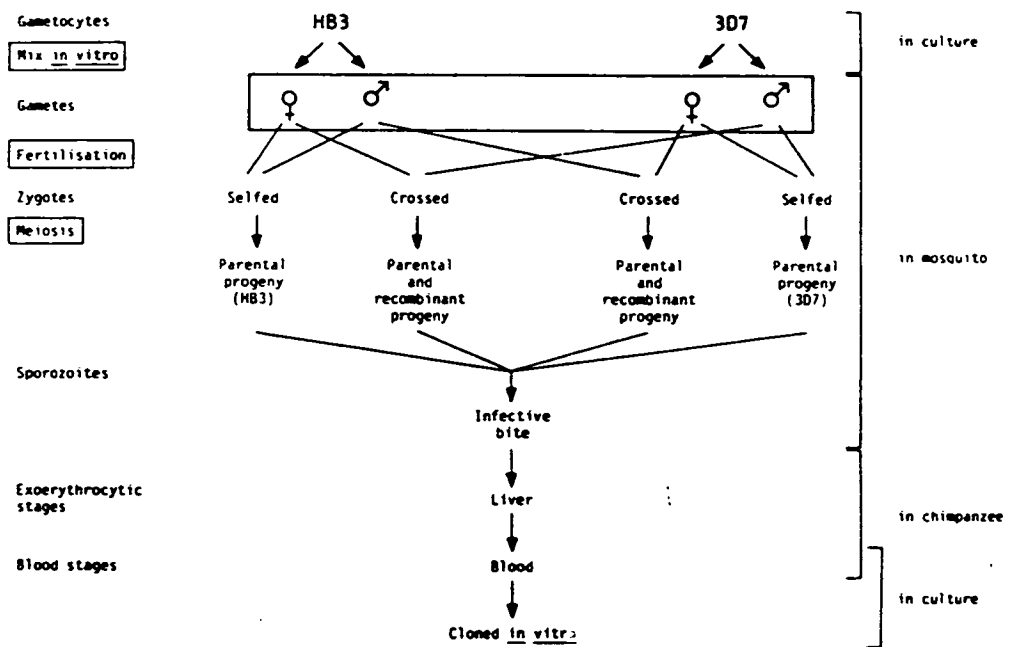 Gametocytes
HB3
3D7
in culture
Mix in vitro
Gametes
♀ ♂ ♀ ♂
Fertilisation
Zygotes
Selfed
Crossed
Crossed
Selfed
Meiosis
Parental
progeny
(HB3)
Parental
and
recombinant
progeny
Parental
and
recombinant
progeny
Parental
progeny
(3D7)
in mosquito
Sporozoites
Infective
bite
Exoerythrocytic
stages
Liver
in chimpanzee
Blood stages
Blood
in culture
Cloned in vitro